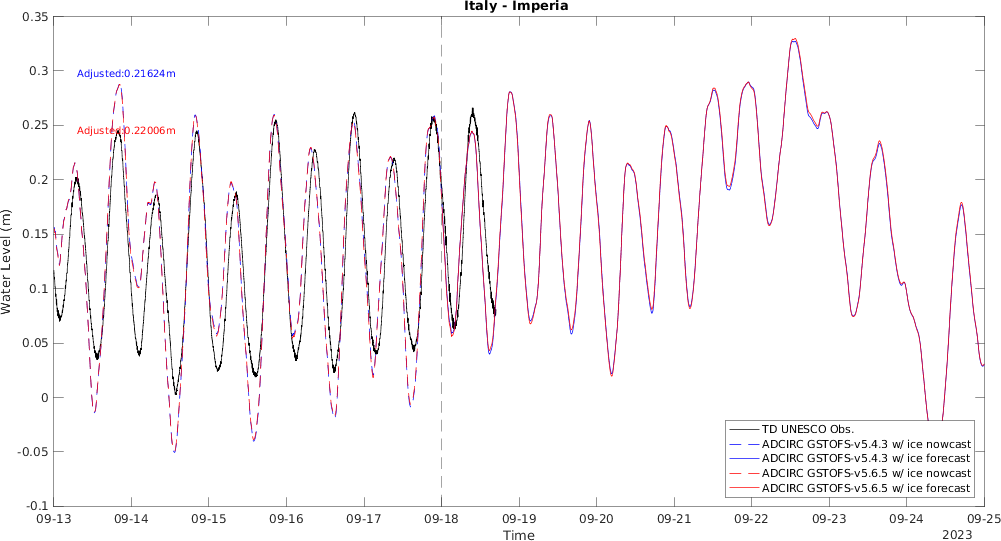 Italy - Imperia
0.35
0.3
0.25
0.2
0.15
0.1
0.05
0
-0.05
-0.1
Water Level (m)
Adjusted:0.21624m
Adjusted:0.22006m
TD UNESCO Obs.
ADCIRC GSTOFS-v5.4.3 w/ ice nowcast
ADCIRC GSTOFS-v5.4.3 w/ ice forecast
ADCIRC GSTOFS-v5.6.5 w/ ice nowcast
ADCIRC GSTOFS-v5.6.5 w/ ice forecast
09-13 09-14 09-15 09-16 09-17 09-18 09-19 09-20 09-21 09-22 09-23 09-24 09-25
Time
2023